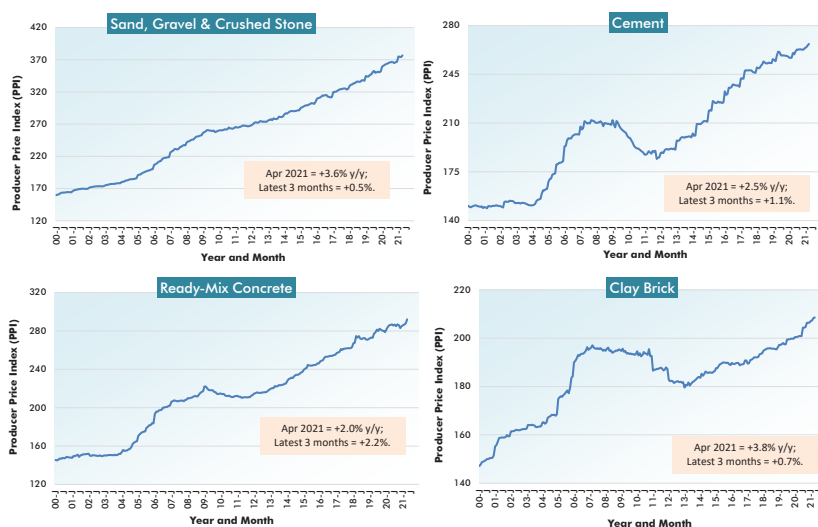 Sand, Gravel & Crushed Stone
Producer Price Index (PPI)
420
370
320
270
220
170
120
Apr 2021 = +3.6% y/y;
Latest 3 months = +0.5%.
00-J 01-J 02-J 03-J 04-J 05-J 06-J 07-J 08-J 09-J 10-J 11-J 12-J 13-J 14-J 15-J 16-J 17-J 18-J 19-J 20-J 21-J
Year and Month
Cement
Producer Price Index (PPI)
280
245
210
175
140
Apr 2021 = +2.5% y/y;
Latest 3 months = +1.1%.
00-J 01-J 02-J 03-J 04-J 05-J 06-J 07-J 08-J 09-J 10-J 11-J 12-J 13-J 14-J 15-J 16-J 17-J 18-J 19-J 20-J 21-J
Year and Month
Ready-Mix Concrete
Producer Price Index (PPI)
320
280
240
200
160
120
Apr 2021 = +2.0% y/y;
Latest 3 months = +2.2%.
00-J 01-J 02-J 03-J 04-J 05-J 06-J 07-J 08-J 09-J 10-J 11-J 12-J 13-J 14-J 15-J 16-J 17-J 18-J 19-J 20-J 21-J
Year and Month
Clay Brick
Producer Price Index (PPI)
220
200
180
160
140
Apr 2021 = +3.8% y/y;
Latest 3 months = +0.7%.
00-J 01-J 02-J 03-J 04-J 05-J 06-J 07-J 08-J 09-J 10-J 11-J 12-J 13-J 14-J 15-J 16-J 17-J 18-J 19-J 20-J 21-J
Year and Month